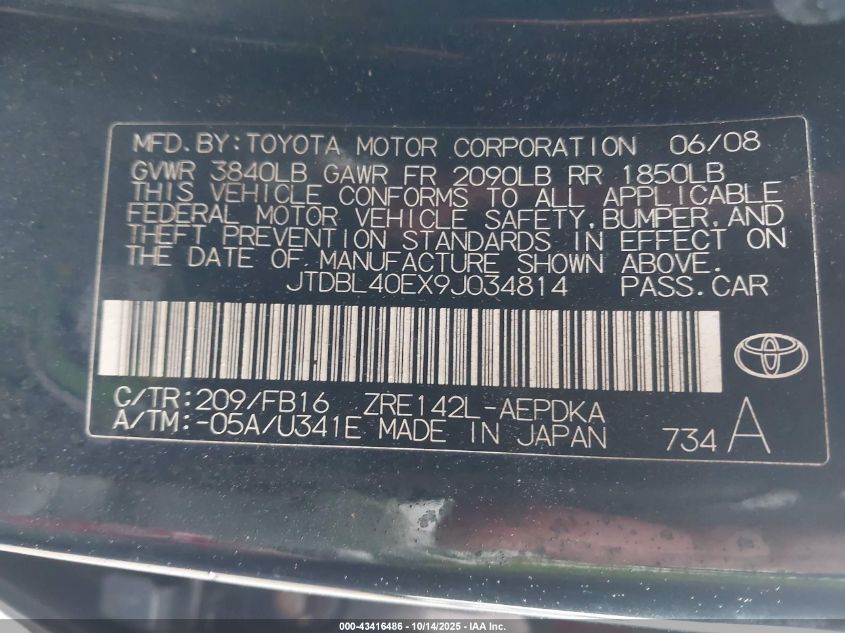 MFD.BY:TOYOTA MOTOR CORPORATION 06/08
GVWR 3840LB GAWR FR 2090LB RR 1850LB
THIS VEHICLE CONFORMS TO ALL APPLICABLE
FEDERAL MOTOR VEHICLE SAFETY,BUMPER,AND
THEFT PREVENTION STANDARDS IN EFFECT ON
THE DATE OF MANUFACTURE SHOWN ABOVE.
JTDBL40EX9J034814 PASS.CAR
C/TR:209/FB16 ZRE142L-AEPDKA
A/TM:-05A/U341E MADE IN JAPAN 734 A
000-43416486 - 10/14/2025 - IAA Inc.